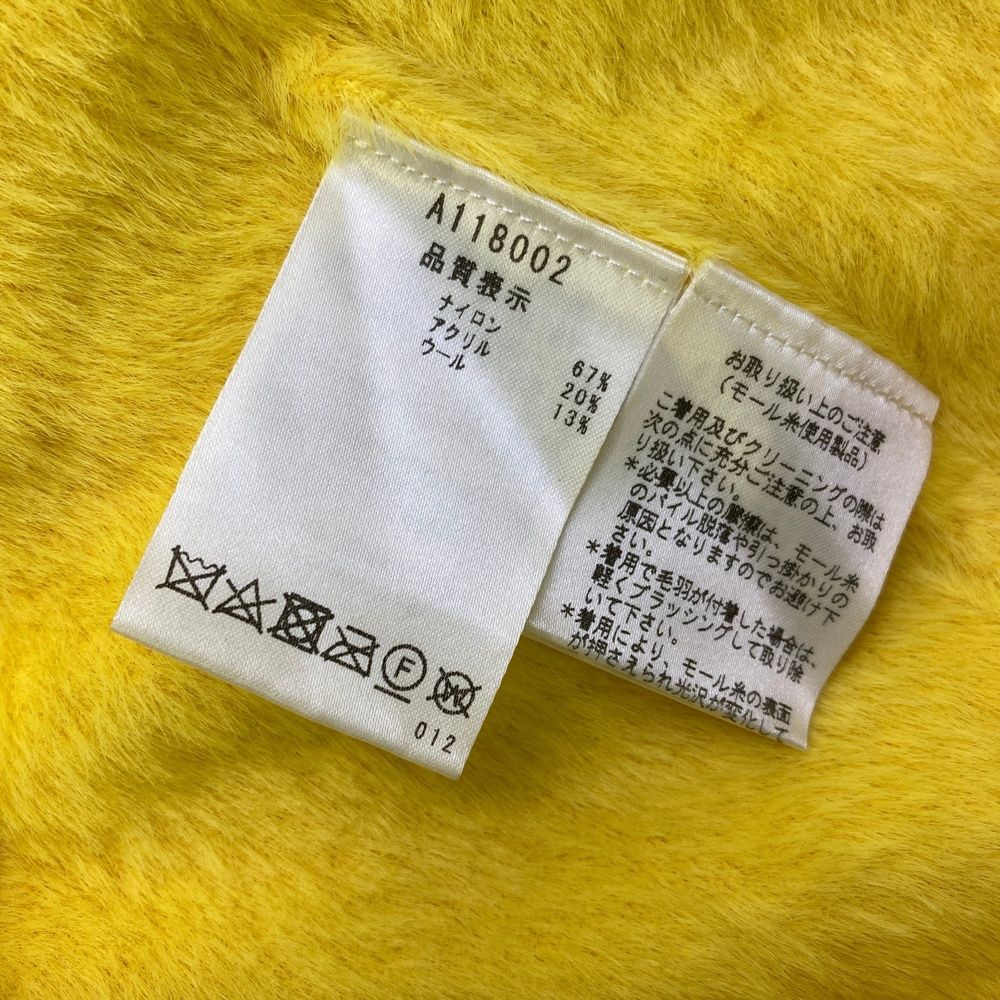 A118002
品質表示
ナイロン 67%
アクリル 20%
ウール 13%
F
W
012
お取り扱い上のご注意
(モール糸使用製品)
ご着用及びクリーニングの際は
次の点に充分ご注意の上、お取
り扱い下さい。
*必要以上の摩擦は、モール糸
のパイル脱落や引っ掛かりの
原因となりますのでお避け下
さい。
*着用で毛羽が付着した場合は、
軽くブラッシングして取り除
いて下さい。
*着用により、モール糸の表面
が押さえられ光沢が変化して